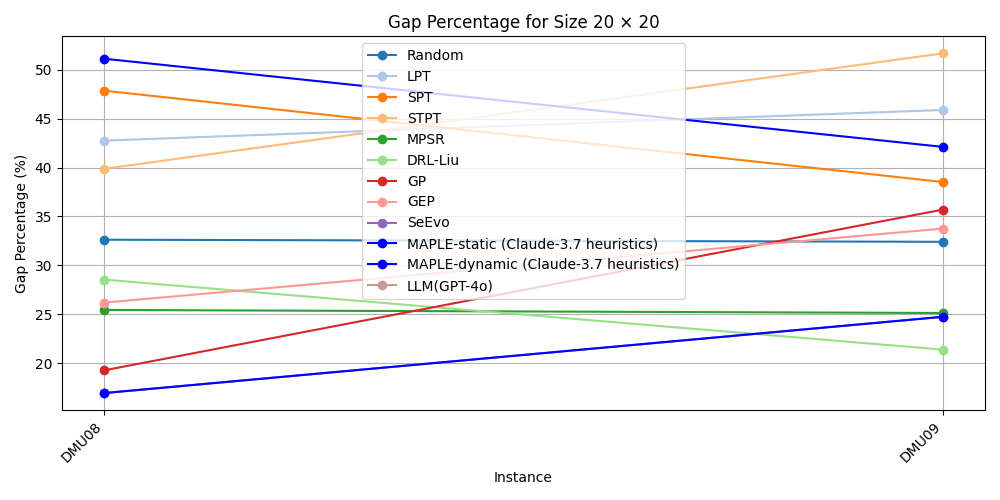 Gap Percentage for Size 20 × 20
Gap Percentage (%)
50
45
40
35
30
25
20
Random
LPT
SPT
STPT
MPSR
DRL-Liu
GP
GEP
SeEvo
MAPLE-static (Claude-3.7 heuristics)
MAPLE-dynamic (Claude-3.7 heuristics)
LLM(GPT-4o)
DMU08
DMU09
Instance